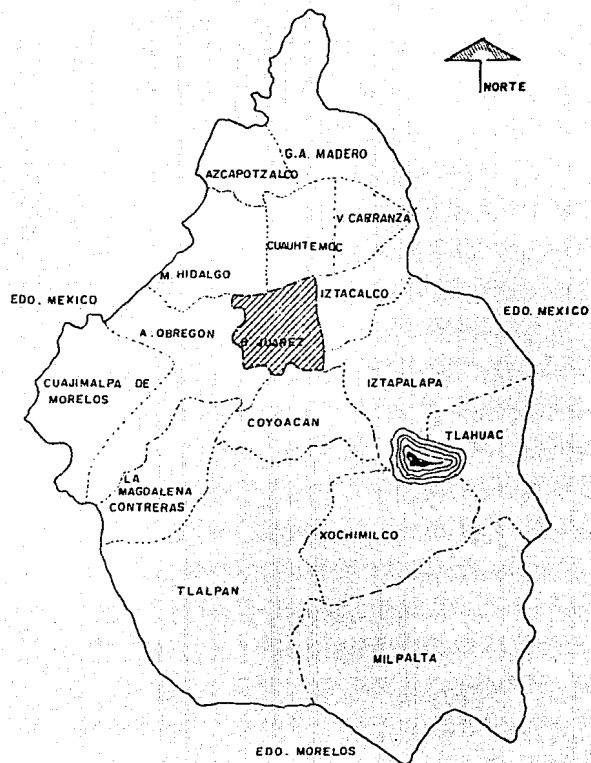 NORTE
G.A. MADERO
AZCAPOTZALCO
V. CARRANZA
CUAUHTEMOC
M. HIDALGO
EDO. MEXICO
IZTACALCO
EDO. MEXICO
A. OBREGON
B. JUAREZ
CUAJIMALPA DE
MORELOS
IZTAPALAPA
COYOACAN
TLAHUAC
LA
MAGDALENA
CONTRERAS
XOCHIMILCO
TLALPAN
MILPALTA
EDO. MORELOS